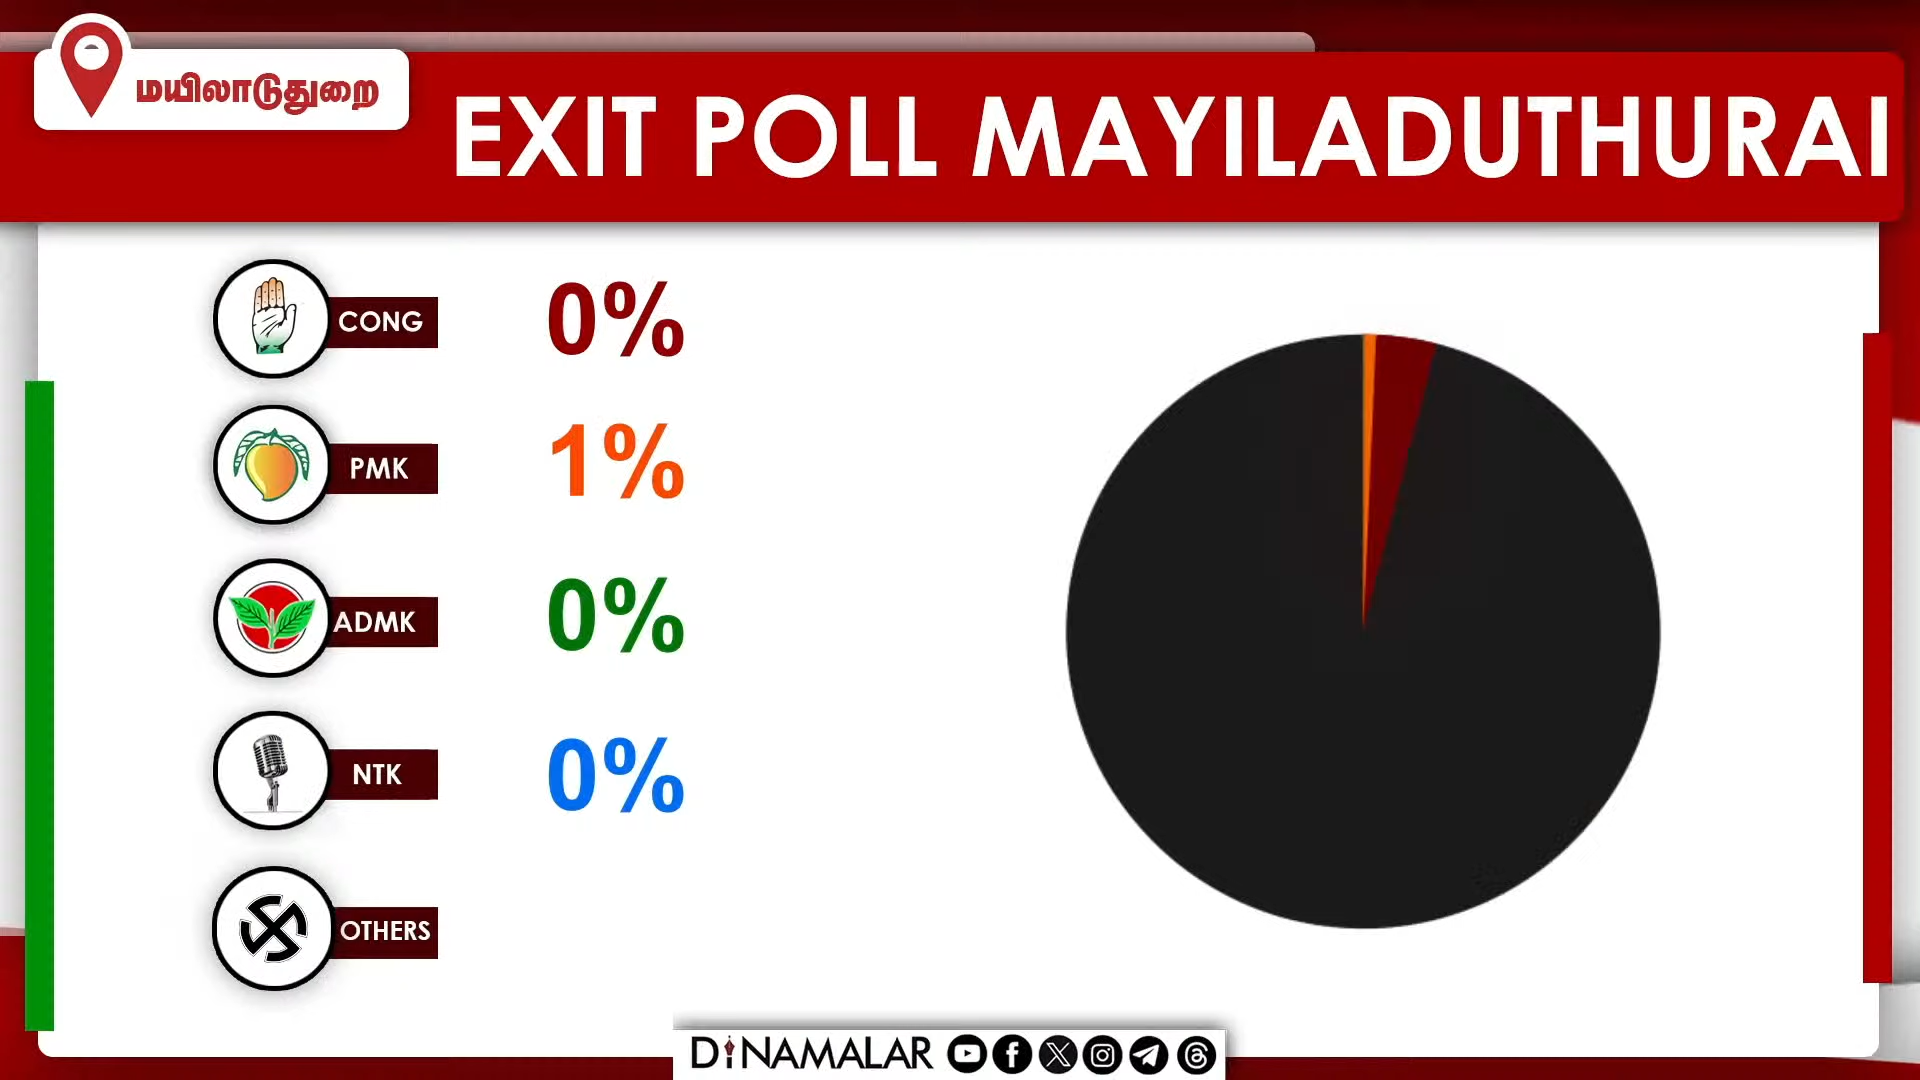 மயிலாடுதுறை
EXIT POLL MAYILADUTHURAI
CONG 0%
PMK 1%
ADMK 0%
NTK 0%
OTHERS
DINAMALAR